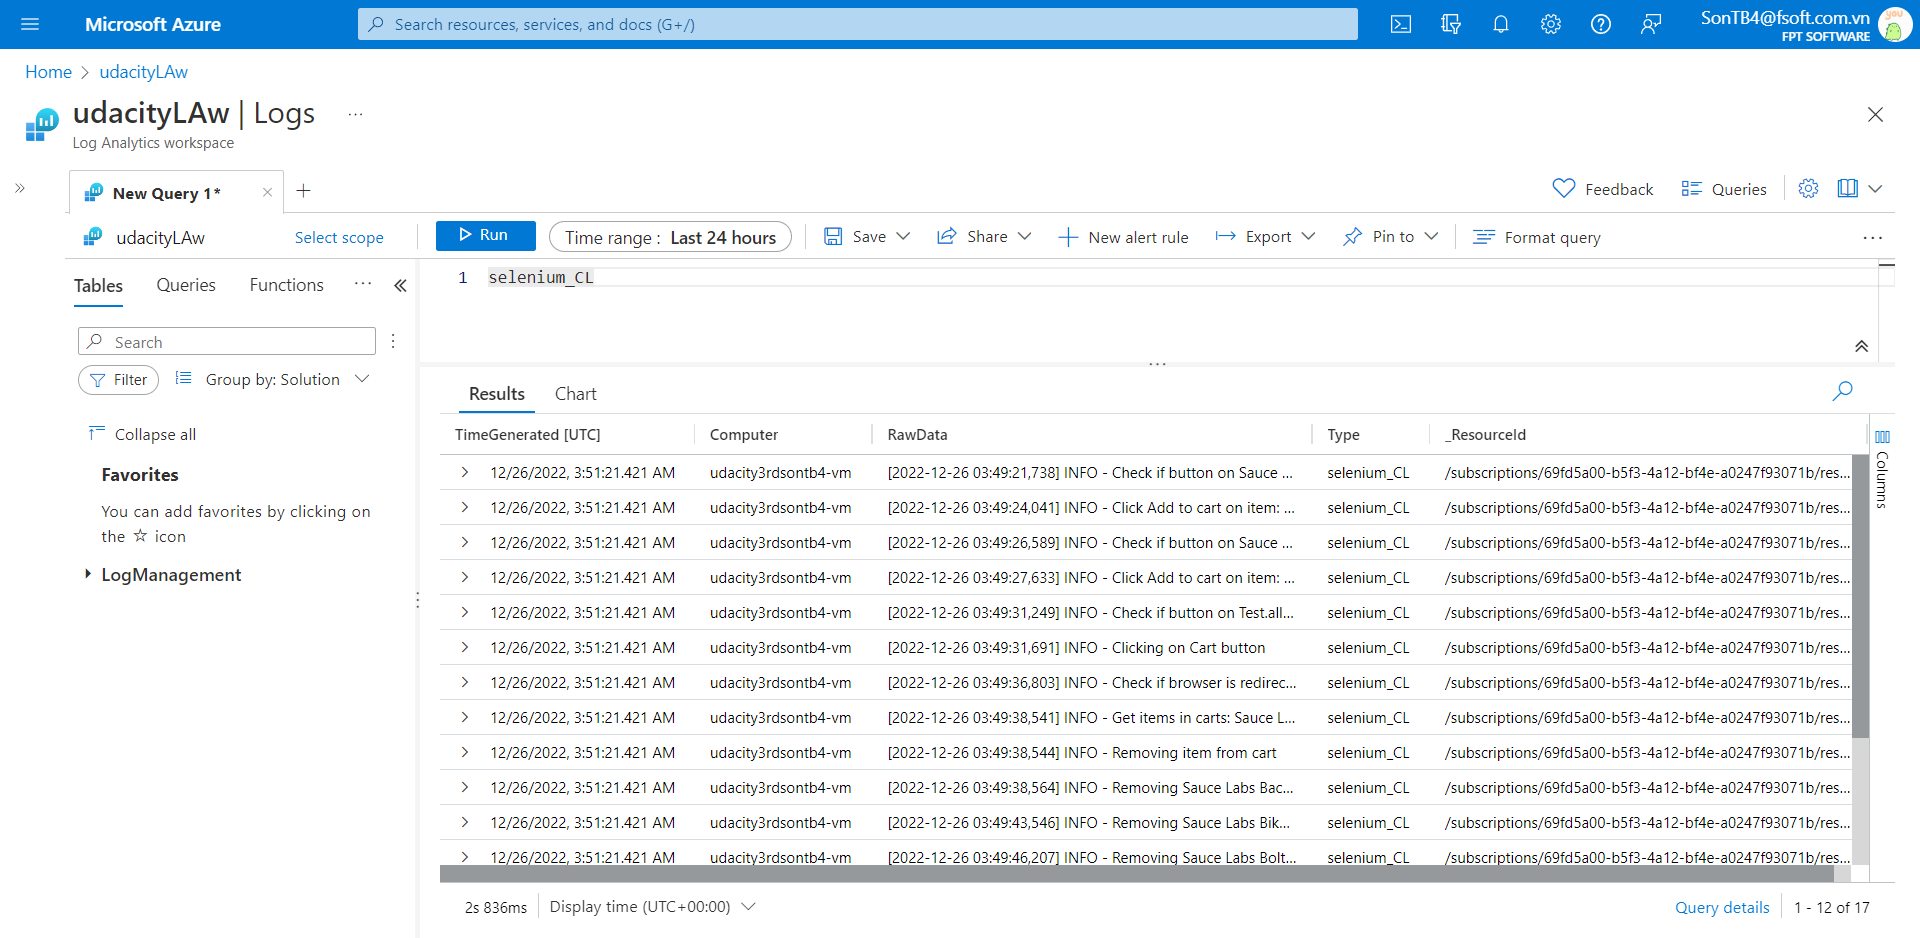 Microsoft Azure
Search resources, services, and docs (G+/)
SonTB4@fsoft.com.vn
FPT SOFTWARE
you
Home > udacityLAw
udacityLAw | Logs ...
Log Analytics workspace
New Query 1*
Feedback
Queries
udacityLAw
Select scope
Run
Time range : Last 24 hours
Save
Share
New alert rule
Export
Pin to
Format query
Tables
Queries
Functions
1 selenium_CL
Search
Filter
Group by: Solution
Collapse all
Favorites
You can add favorites by clicking on
the ☆ icon
LogManagement
Results
Chart
TimeGenerated [UTC] Computer RawData Type _ResourceId
12/26/2022, 3:51:21.421 AM udacity3rdsontb4-vm [2022-12-26 03:49:21,738] INFO - Check if button on Sauce ... selenium_CL /subscriptions/69fd5a00-b5f3-4a12-bf4e-a0247f93071b/res...
12/26/2022, 3:51:21.421 AM udacity3rdsontb4-vm [2022-12-26 03:49:24,041] INFO - Click Add to cart on item: ... selenium_CL /subscriptions/69fd5a00-b5f3-4a12-bf4e-a0247f93071b/res...
12/26/2022, 3:51:21.421 AM udacity3rdsontb4-vm [2022-12-26 03:49:26,589] INFO - Check if button on Sauce ... selenium_CL /subscriptions/69fd5a00-b5f3-4a12-bf4e-a0247f93071b/res...
12/26/2022, 3:51:21.421 AM udacity3rdsontb4-vm [2022-12-26 03:49:27,633] INFO - Click Add to cart on item: ... selenium_CL /subscriptions/69fd5a00-b5f3-4a12-bf4e-a0247f93071b/res...
12/26/2022, 3:51:21.421 AM udacity3rdsontb4-vm [2022-12-26 03:49:31,249] INFO - Check if button on Test.all... selenium_CL /subscriptions/69fd5a00-b5f3-4a12-bf4e-a0247f93071b/res...
12/26/2022, 3:51:21.421 AM udacity3rdsontb4-vm [2022-12-26 03:49:31,691] INFO - Clicking on Cart button selenium_CL /subscriptions/69fd5a00-b5f3-4a12-bf4e-a0247f93071b/res...
12/26/2022, 3:51:21.421 AM udacity3rdsontb4-vm [2022-12-26 03:49:36,803] INFO - Check if browser is redirec... selenium_CL /subscriptions/69fd5a00-b5f3-4a12-bf4e-a0247f93071b/res...
12/26/2022, 3:51:21.421 AM udacity3rdsontb4-vm [2022-12-26 03:49:38,541] INFO - Get items in carts: Sauce L... selenium_CL /subscriptions/69fd5a00-b5f3-4a12-bf4e-a0247f93071b/res...
12/26/2022, 3:51:21.421 AM udacity3rdsontb4-vm [2022-12-26 03:49:38,544] INFO - Removing item from cart selenium_CL /subscriptions/69fd5a00-b5f3-4a12-bf4e-a0247f93071b/res...
12/26/2022, 3:51:21.421 AM udacity3rdsontb4-vm [2022-12-26 03:49:38,564] INFO - Removing Sauce Labs Bac... selenium_CL /subscriptions/69fd5a00-b5f3-4a12-bf4e-a0247f93071b/res...
12/26/2022, 3:51:21.421 AM udacity3rdsontb4-vm [2022-12-26 03:49:43,546] INFO - Removing Sauce Labs Bik... selenium_CL /subscriptions/69fd5a00-b5f3-4a12-bf4e-a0247f93071b/res...
12/26/2022, 3:51:21.421 AM udacity3rdsontb4-vm [2022-12-26 03:49:46,207] INFO - Removing Sauce Labs Bolt... selenium_CL /subscriptions/69fd5a00-b5f3-4a12-bf4e-a0247f93071b/res...
Columns
2s 836ms
Display time (UTC+00:00)
Query details
1 - 12 of 17